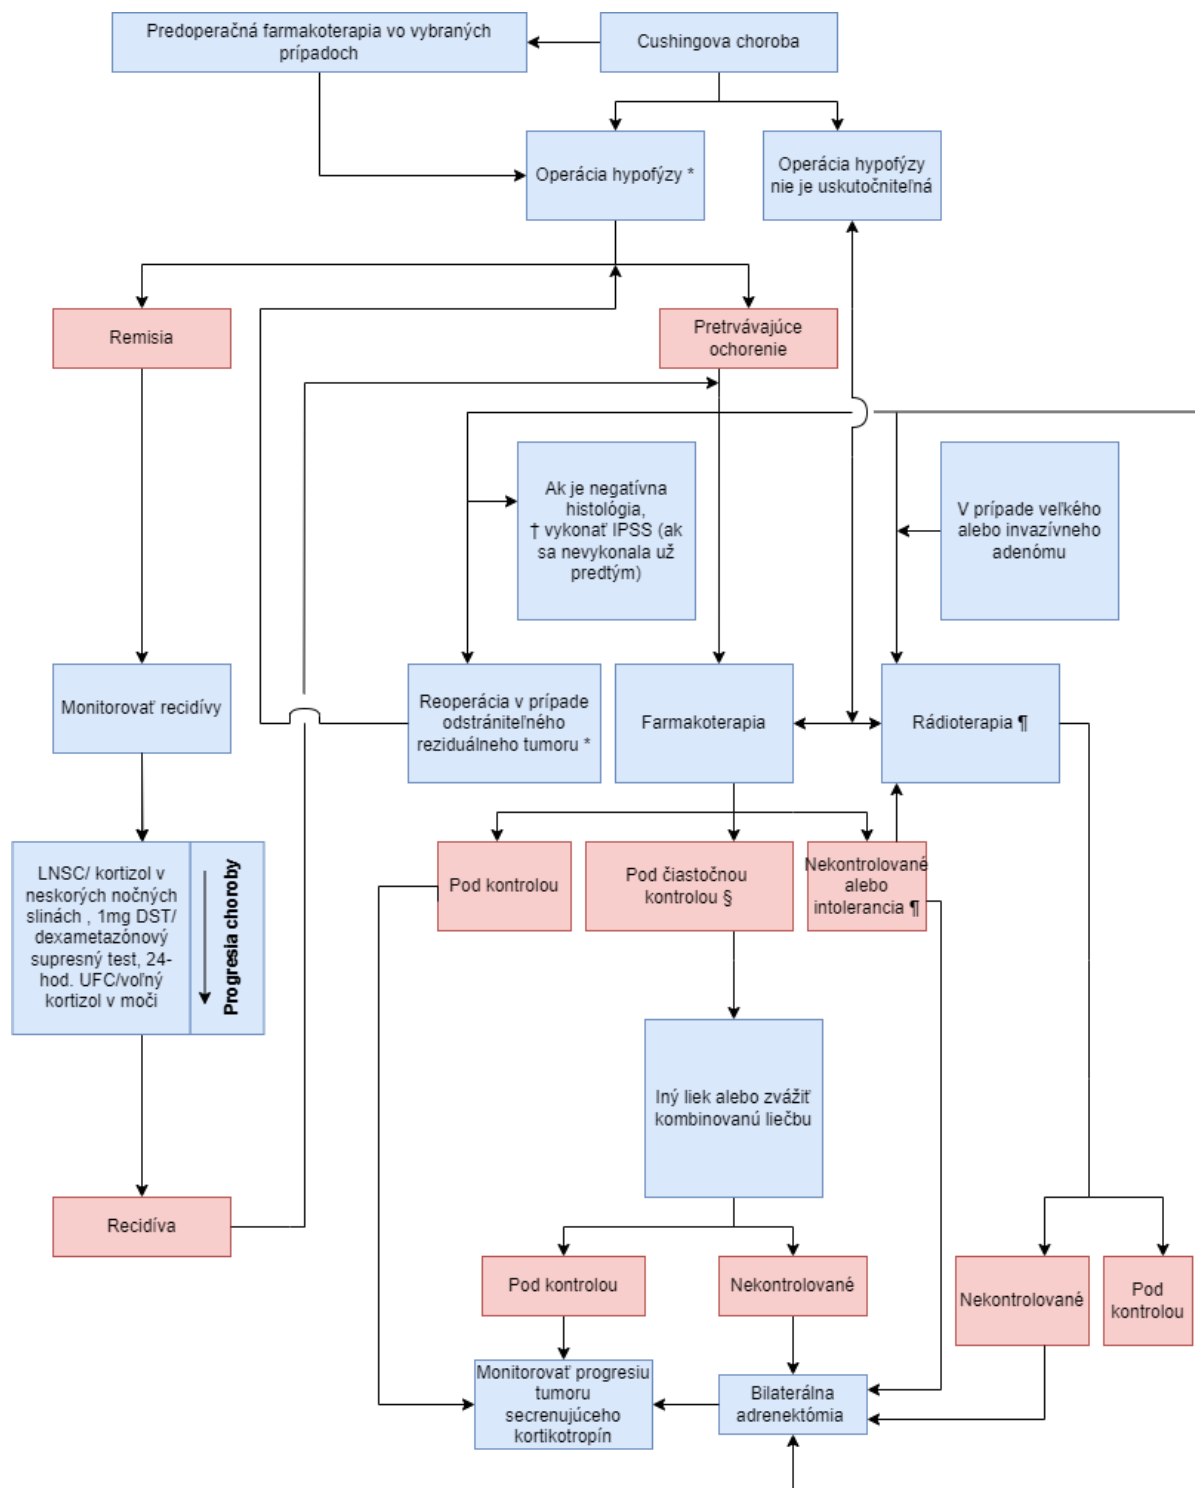 Predoperačná farmakoterapia vo vybraných
prípadoch
Cushingova choroba
Operácia hypofýzy *
Operácia hypofýzy
nie je uskutočniteľná
Remisia
Pretrvávajúce
ochorenie
Ak je negatívna
histológia,
† vykonať IPSS (ak
sa nevykonala už
predtým)
V prípade veľkého
alebo invazívneho
adenómu
Monitorovať recidívy
Reoperácia v prípade
odstrániteľného
reziduálneho tumoru *
Farmakoterapia
Rádioterapia ¶
LNSC/ kortizol v
neskorých nočných
slinách , 1mg DST/
dexametazónový
supresný test, 24-
hod. UFC/voľný
kortizol v moči
Progresia choroby
Pod kontrolou
Pod čiastočnou
kontrolou §
Nekontrolované
alebo
intolerancia ¶
Iný liek alebo zvážiť
kombinovanú liečbu
Recidíva
Pod kontrolou
Nekontrolované
Nekontrolované
Pod
kontrolou
Monitorovať progresiu
tumoru
secrenujúceho
kortikotropín
Bilaterálna
adrenektómia